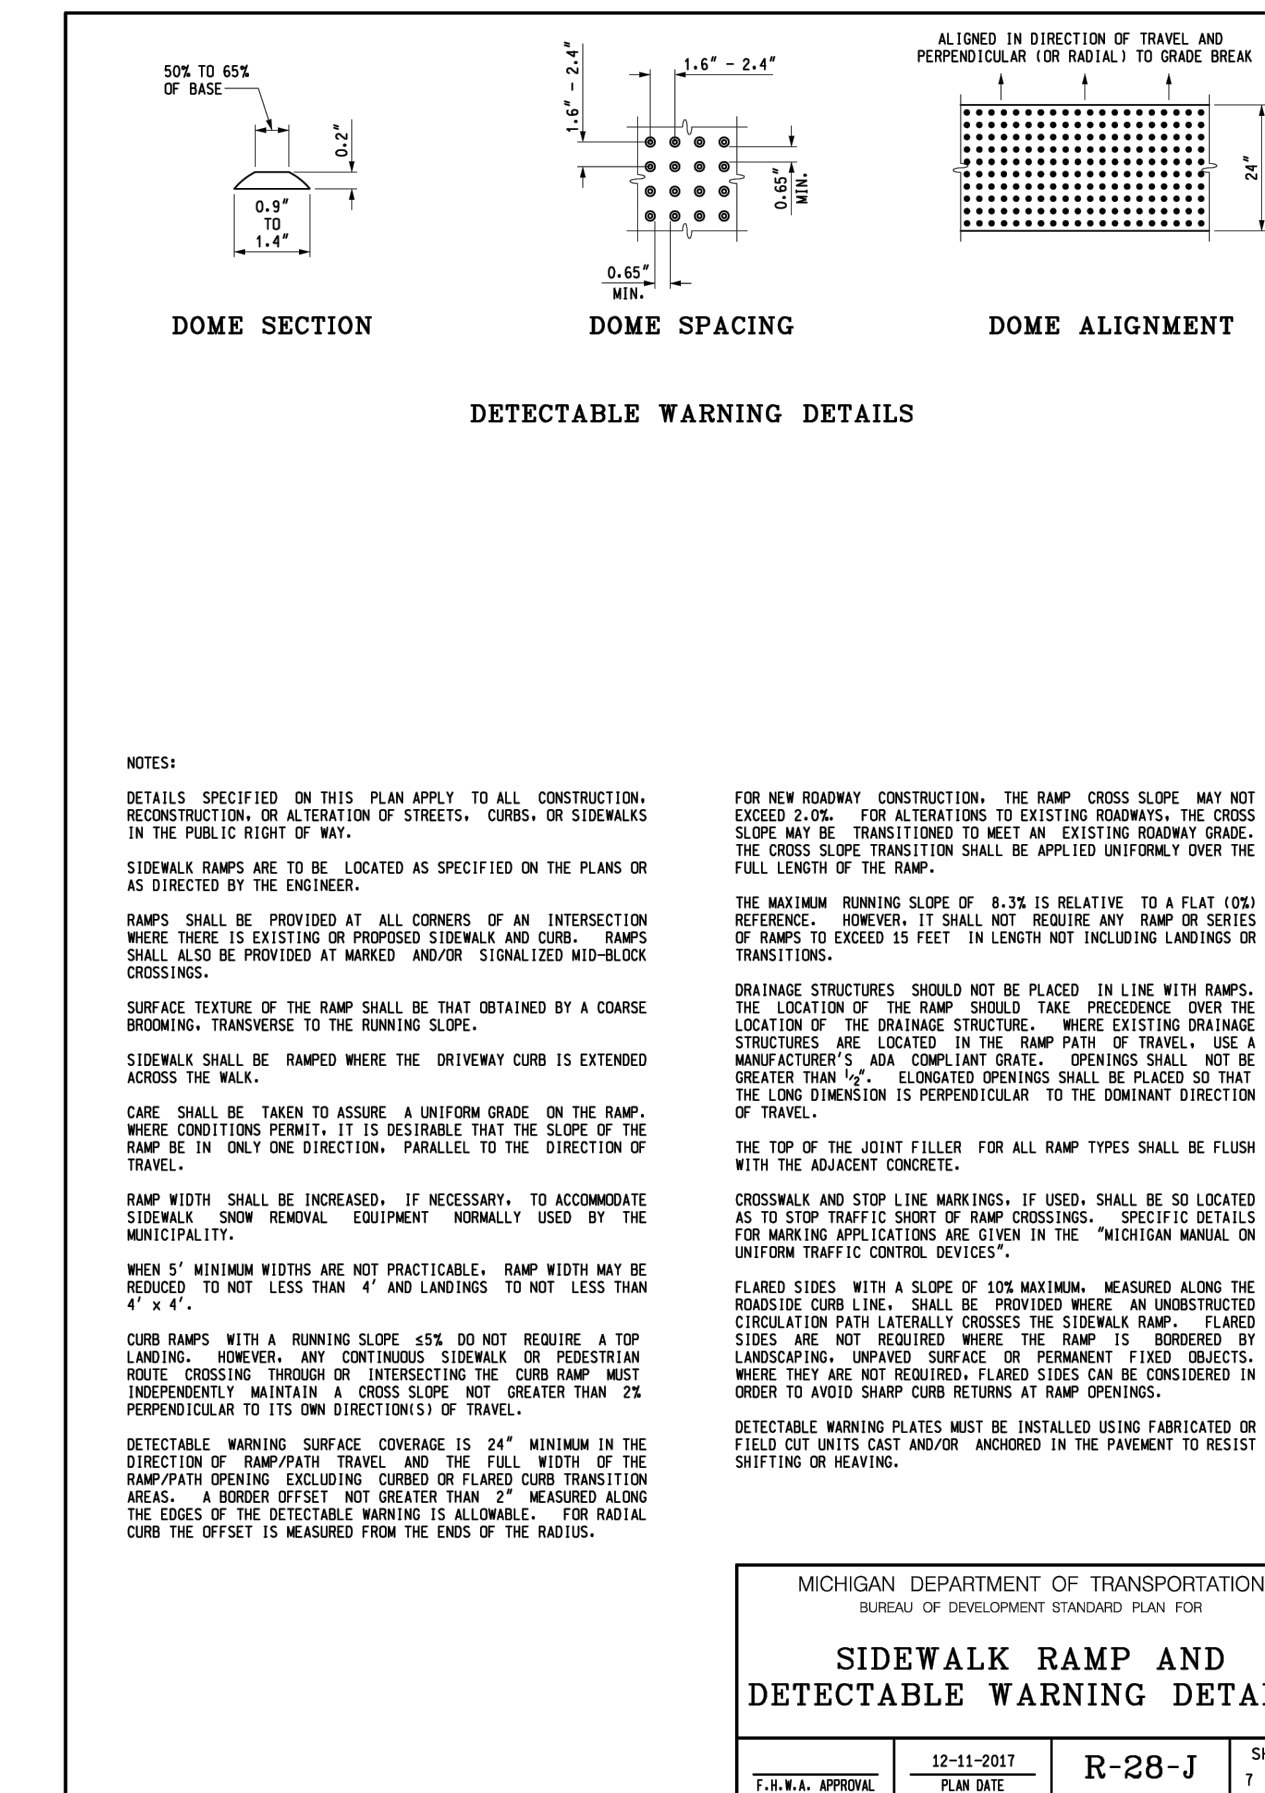 50% TO 65%
OF BASE
0.2"
0.9"
TO
1.4"
DOME SECTION
1.6" - 2.4"
1.6" - 2.4"
0.65"
MIN.
0.65"
MIN.
DOME SPACING
ALIGNED IN DIRECTION OF TRAVEL AND
PERPENDICULAR (OR RADIAL) TO GRADE BREAK
24"
DOME ALIGNMENT
DETECTABLE WARNING DETAILS
NOTES:
DETAILS SPECIFIED ON THIS PLAN APPLY TO ALL CONSTRUCTION,
RECONSTRUCTION, OR ALTERATION OF STREETS, CURBS, OR SIDEWALKS
IN THE PUBLIC RIGHT OF WAY.
SIDEWALK RAMPS ARE TO BE LOCATED AS SPECIFIED ON THE PLANS OR
AS DIRECTED BY THE ENGINEER.
RAMPS SHALL BE PROVIDED AT ALL CORNERS OF AN INTERSECTION
WHERE THERE IS EXISTING OR PROPOSED SIDEWALK AND CURB. RAMPS
SHALL ALSO BE PROVIDED AT MARKED AND/OR SIGNALIZED MID-BLOCK
CROSSINGS.
SURFACE TEXTURE OF THE RAMP SHALL BE THAT OBTAINED BY A COARSE
BROOMING, TRANSVERSE TO THE RUNNING SLOPE.
SIDEWALK SHALL BE RAMPED WHERE THE DRIVEWAY CURB IS EXTENDED
ACROSS THE WALK.
CARE SHALL BE TAKEN TO ASSURE A UNIFORM GRADE ON THE RAMP.
WHERE CONDITIONS PERMIT, IT IS DESIRABLE THAT THE SLOPE OF THE
RAMP BE IN ONLY ONE DIRECTION, PARALLEL TO THE DIRECTION OF
TRAVEL.
RAMP WIDTH SHALL BE INCREASED, IF NECESSARY, TO ACCOMMODATE
SIDEWALK SNOW REMOVAL EQUIPMENT NORMALLY USED BY THE
MUNICIPALITY.
WHEN 5' MINIMUM WIDTHS ARE NOT PRACTICABLE, RAMP WIDTH MAY BE
REDUCED TO NOT LESS THAN 4' AND LANDINGS TO NOT LESS THAN
4' x 4'.
CURB RAMPS WITH A RUNNING SLOPE ≤5% DO NOT REQUIRE A TOP
LANDING. HOWEVER, ANY CONTINUOUS SIDEWALK OR PEDESTRIAN
ROUTE CROSSING THROUGH OR INTERSECTING THE CURB RAMP MUST
INDEPENDENTLY MAINTAIN A CROSS SLOPE NOT GREATER THAN 2%
PERPENDICULAR TO ITS OWN DIRECTION(S) OF TRAVEL.
DETECTABLE WARNING SURFACE COVERAGE IS 24" MINIMUM IN THE
DIRECTION OF RAMP/PATH TRAVEL AND THE FULL WIDTH OF THE
RAMP/PATH OPENING EXCLUDING CURBED OR FLARED CURB TRANSITION
AREAS. A BORDER OFFSET NOT GREATER THAN 2" MEASURED ALONG
THE EDGES OF THE DETECTABLE WARNING IS ALLOWABLE. FOR RADIAL
CURB THE OFFSET IS MEASURED FROM THE ENDS OF THE RADIUS.
FOR NEW ROADWAY CONSTRUCTION, THE RAMP CROSS SLOPE MAY NOT
EXCEED 2.0%. FOR ALTERATIONS TO EXISTING ROADWAYS, THE CROSS
SLOPE MAY BE TRANSITIONED TO MEET AN EXISTING ROADWAY GRADE.
THE CROSS SLOPE TRANSITION SHALL BE APPLIED UNIFORMLY OVER THE
FULL LENGTH OF THE RAMP.
THE MAXIMUM RUNNING SLOPE OF 8.3% IS RELATIVE TO A FLAT (0%)
REFERENCE. HOWEVER, IT SHALL NOT REQUIRE ANY RAMP OR SERIES
OF RAMPS TO EXCEED 15 FEET IN LENGTH NOT INCLUDING LANDINGS OR
TRANSITIONS.
DRAINAGE STRUCTURES SHOULD NOT BE PLACED IN LINE WITH RAMPS.
THE LOCATION OF THE RAMP SHOULD TAKE PRECEDENCE OVER THE
LOCATION OF THE DRAINAGE STRUCTURE. WHERE EXISTING DRAINAGE
STRUCTURES ARE LOCATED IN THE RAMP PATH OF TRAVEL, USE A
MANUFACTURER'S ADA COMPLIANT GRATE. OPENINGS SHALL NOT BE
GREATER THAN 1/2". ELONGATED OPENINGS SHALL BE PLACED SO THAT
THE LONG DIMENSION IS PERPENDICULAR TO THE DOMINANT DIRECTION
OF TRAVEL.
THE TOP OF THE JOINT FILLER FOR ALL RAMP TYPES SHALL BE FLUSH
WITH THE ADJACENT CONCRETE.
CROSSWALK AND STOP LINE MARKINGS, IF USED, SHALL BE SO LOCATED
AS TO STOP TRAFFIC SHORT OF RAMP CROSSINGS. SPECIFIC DETAILS
FOR MARKING APPLICATIONS ARE GIVEN IN THE "MICHIGAN MANUAL ON
UNIFORM TRAFFIC CONTROL DEVICES".
FLARED SIDES WITH A SLOPE OF 10% MAXIMUM, MEASURED ALONG THE
ROADSIDE CURB LINE, SHALL BE PROVIDED WHERE AN UNOBSTRUCTED
CIRCULATION PATH LATERALLY CROSSES THE SIDEWALK RAMP. FLARED
SIDES ARE NOT REQUIRED WHERE THE RAMP IS BORDERED BY
LANDSCAPING, UNPAVED SURFACE OR PERMANENT FIXED OBJECTS.
WHERE THEY ARE NOT REQUIRED, FLARED SIDES CAN BE CONSIDERED IN
ORDER TO AVOID SHARP CURB RETURNS AT RAMP OPENINGS.
DETECTABLE WARNING PLATES MUST BE INSTALLED USING FABRICATED OR
FIELD CUT UNITS CAST AND/OR ANCHORED IN THE PAVEMENT TO RESIST
SHIFTING OR HEAVING.
MICHIGAN DEPARTMENT OF TRANSPORTATION
BUREAU OF DEVELOPMENT STANDARD PLAN FOR
SIDEWALK RAMP AND
DETECTABLE WARNING
F.H.W.A. APPROVAL
12-11-2017
PLAN DATE
R-28-J
7